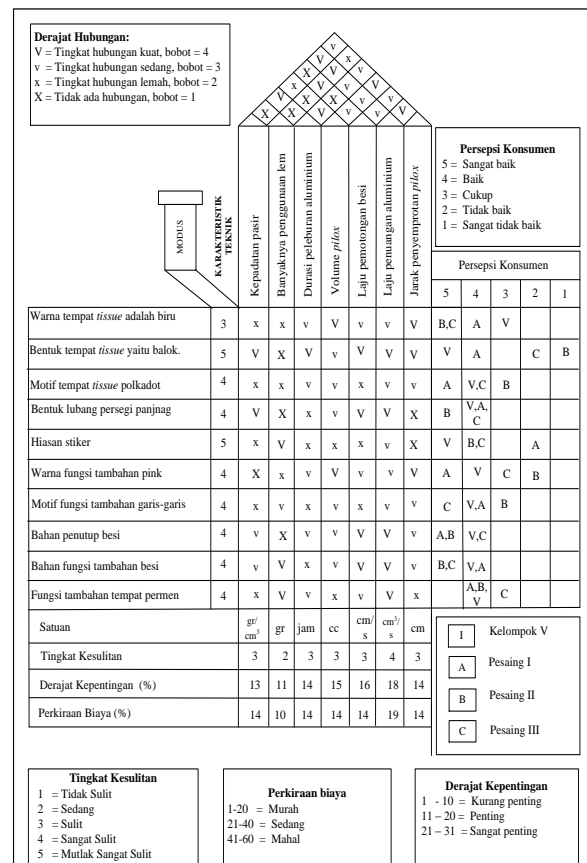 Derajat Hubungan:
V = Tingkat hubungan kuat, bobot = 4
v = Tingkat hubungan sedang, bobot = 3
x = Tingkat hubungan lemah, bobot = 2
X = Tidak ada hubungan, bobot = 1
Persepsi Konsumen
5 = Sangat baik
4 = Baik
3 = Cukup
2 = Tidak baik
1 = Sangat tidak baik
MODUS
KARAKTERISTIK
TEKNIK
Kepadatan pasir
Banyaknya penggunaan lem
Durasi peleburan aluminium
Volume pilox
Laju pemotongan besi
Laju penuangan aluminium
Jarak penyemprotan pilox
Persepsi Konsumen
5 4 3 2 1
Warna tempat tissue adalah biru 3 x x v V v v V B,C A V
Bentuk tempat tissue yaitu balok. 5 V X V v V V V V A C B
Motif tempat tissue polkadot 4 x x v v x v v A V,C B
Bentuk lubang persegi panjnag 4 V X x v V V X B V,A, C
Hiasan stiker 5 x V x x x v X V B,C A
Warna fungsi tambahan pink 4 X x v V v v V A V C B
Motif fungsi tambahan garis-garis 4 x v v v x v v C V,A B
Bahan penutup besi 4 v X v v V V v A,B V,C
Bahan fungsi tambahan besi 4 v V x v V V v B,C V,A
Fungsi tambahan tempat permen 4 x V v x v V x A,B, V C
Satuan gr/ cm³ gr jam cc cm/ s cm³/ s cm
Tingkat Kesulitan 3 2 3 3 3 4 3
Derajat Kepentingan (%) 13 11 14 15 16 18 14
Perkiraan Biaya (%) 14 10 14 14 14 19 14
I Kelompok V
A Pesaing I
B Pesaing II
C Pesaing III
Tingkat Kesulitan
1 = Tidak Sulit
2 = Sedang
3 = Sulit
4 = Sangat Sulit
5 = Mutlak Sangat Sulit
Perkiraan biaya
1-20 = Murah
21-40 = Sedang
41-60 = Mahal
Derajat Kepentingan
1 - 10 = Kurang penting
11 – 20 = Penting
21 – 31 = Sangat penting